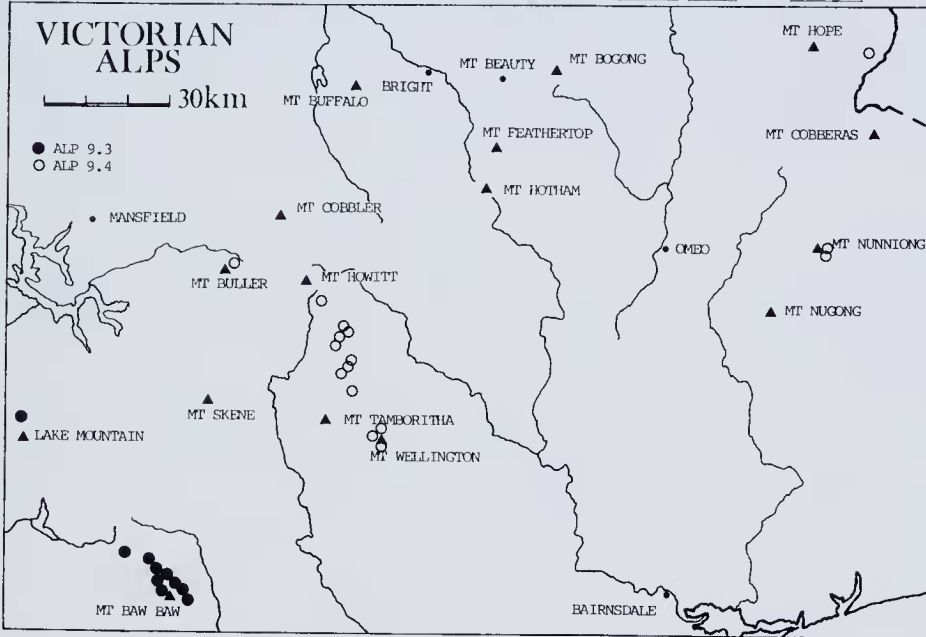 VICTORIAN
ALPS
30km
ALP 9.3
ALP 9.4
MT HOPE
MT BEAUTY
MT BOGONG
BRIGHT
MT BUFFALO
MT FEATHERTOP
MT COBBERAS
MT HOTHAM
MT COBBLER
MANSFIELD
OMEO
MT NUNNIONG
MT BULLER
MT HOWITT
MT NUGONG
MT SKENE
MT TAMBORITHA
LAKE MOUNTAIN
MT WELLINGTON
MT BAW BAW
BAIRNSDALE